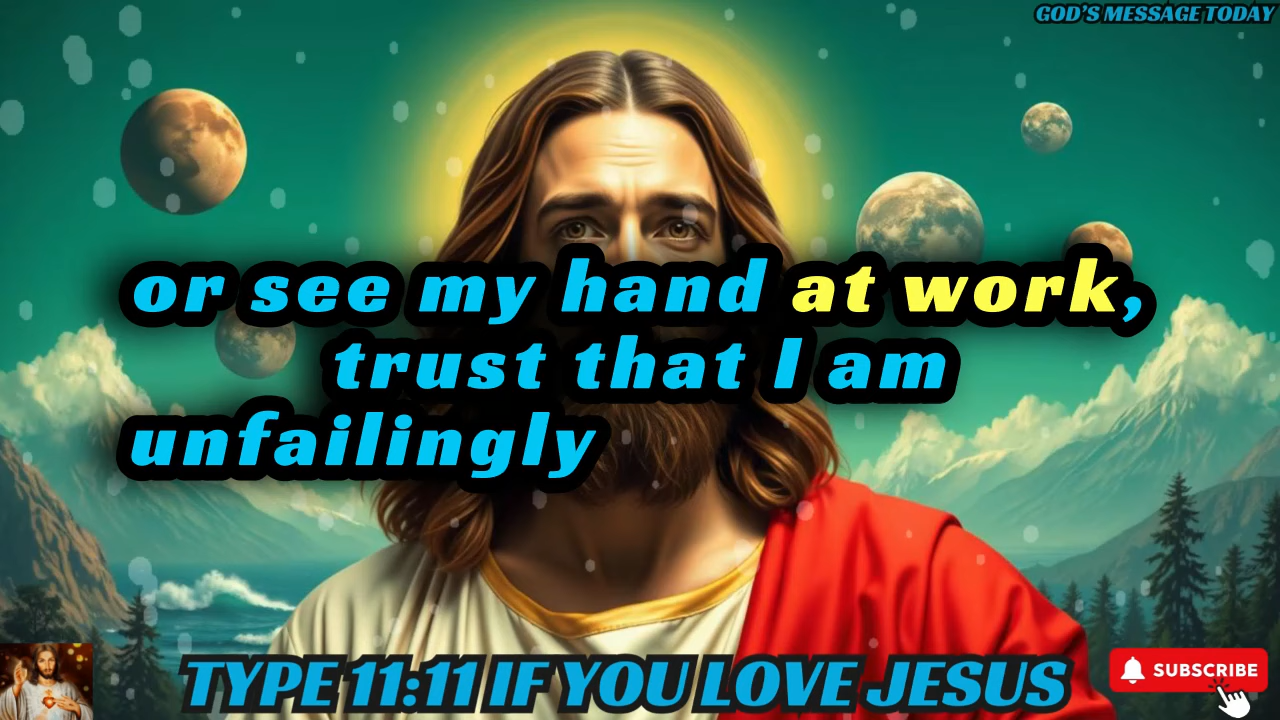 GOD'S MESSAGE TODAY
or see my hand at work,
trust that I am
unfailingly
TYPE 11:11 IF YOU LOVE JESUS
SUBSCRIBE